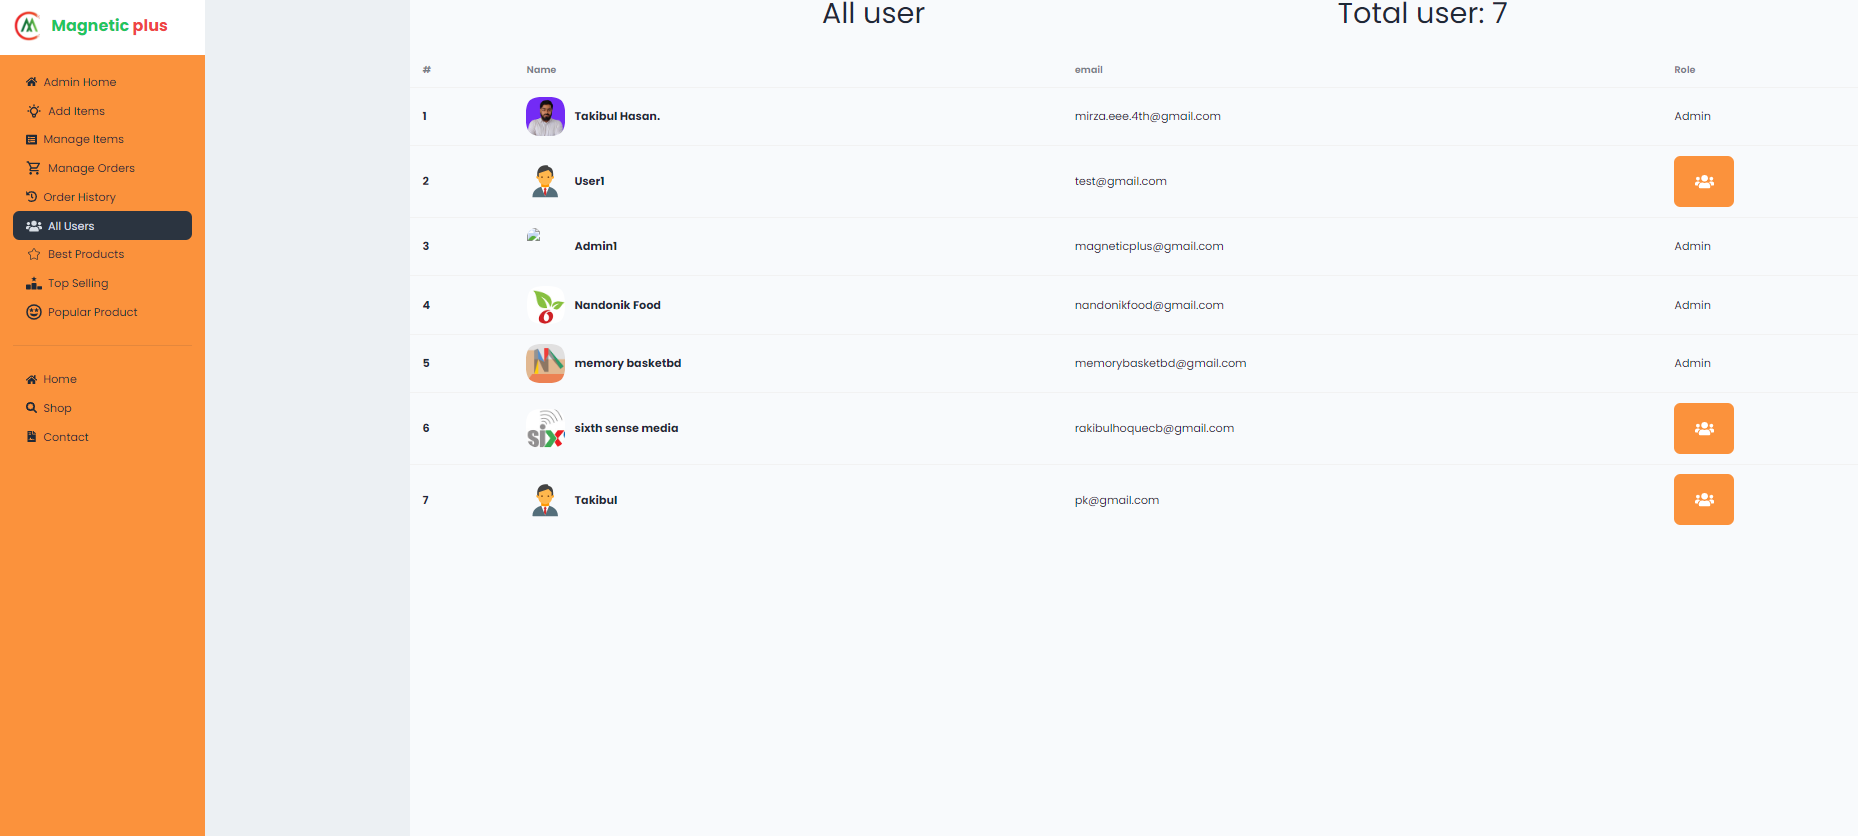 Magnetic plus
Admin Home
Add Items
Manage Items
Manage Orders
Order History
All Users
Best Products
Top Selling
Popular Product
Home
Shop
Contact
All user Total user: 7
# Name email Role
1 Takibul Hasan. mirza.eee.4th@gmail.com Admin
2 User1 test@gmail.com
3 Admin1 magneticplus@gmail.com Admin
4 Nandonik Food nandonikfood@gmail.com Admin
5 memory basketbd memorybasketbd@gmail.com Admin
6 six sixth sense media rakibulhoquecb@gmail.com
7 Takibul pk@gmail.com